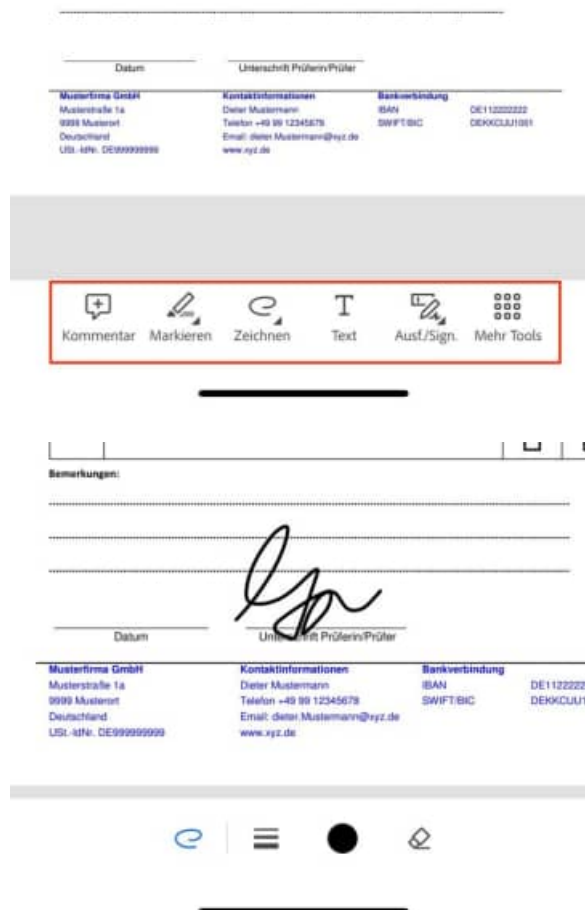 Datum Unterschrift Prüferin/Prüfer
Musterfirma GmbH Kontaktinformationen Bankverbindung
Musterstraße 1a Dieter Mustermann IBAN DE112222222
9999 Musterort Telefon +49 99 12345678 SWIFT/BIC DEKKCUU1001
Deutschland Email: dieter.Mustermann@xyz.de
USt.-IdNr. DE999999999 www.xyz.de
Kommentar Markieren Zeichnen Text Ausf./Sign. Mehr Tools
Bemerkungen:
Datum Unterschrift Prüferin/Prüfer
Musterfirma GmbH Kontaktinformationen Bankverbindung
Musterstraße 1a Dieter Mustermann IBAN DE1122222
9999 Musterort Telefon +49 99 12345678 SWIFT/BIC DEKKCUU1
Deutschland Email: dieter.Mustermann@xyz.de
USt.-IdNr. DE999999999 www.xyz.de